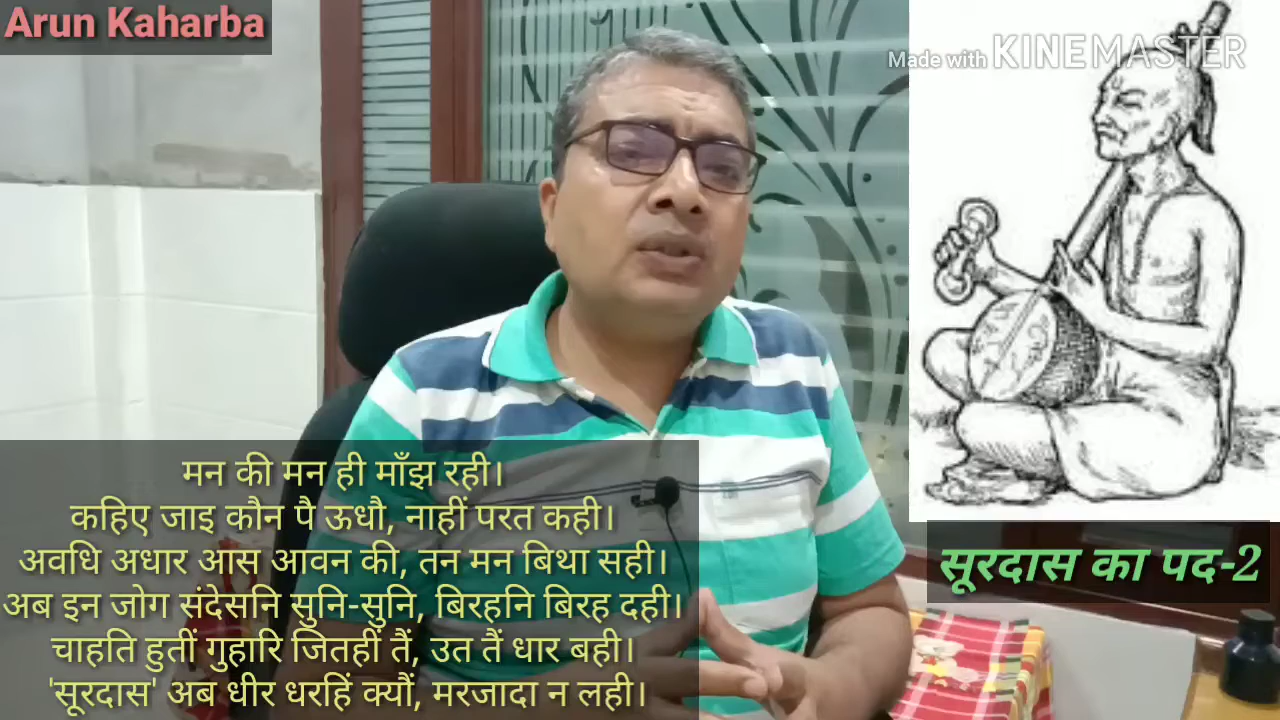 Arun Kaharba
Made with KINEMASTER
मन की मन ही माँझ रही।
कहिए जाइ कौन पै ऊधौ, नाहीं परत कही।
अवधि अधार आस आवन की, तन मन बिथा सही।
अब इन जोग संदेसनि सुनि-सुनि, बिरहनि बिरह दही।
चाहति हुतीं गुहारि जितहीं तैं, उत तैं धार बही।
'सूरदास' अब धीर धरहिं क्यौं, मरजादा न लही।
सूरदास का पद-2